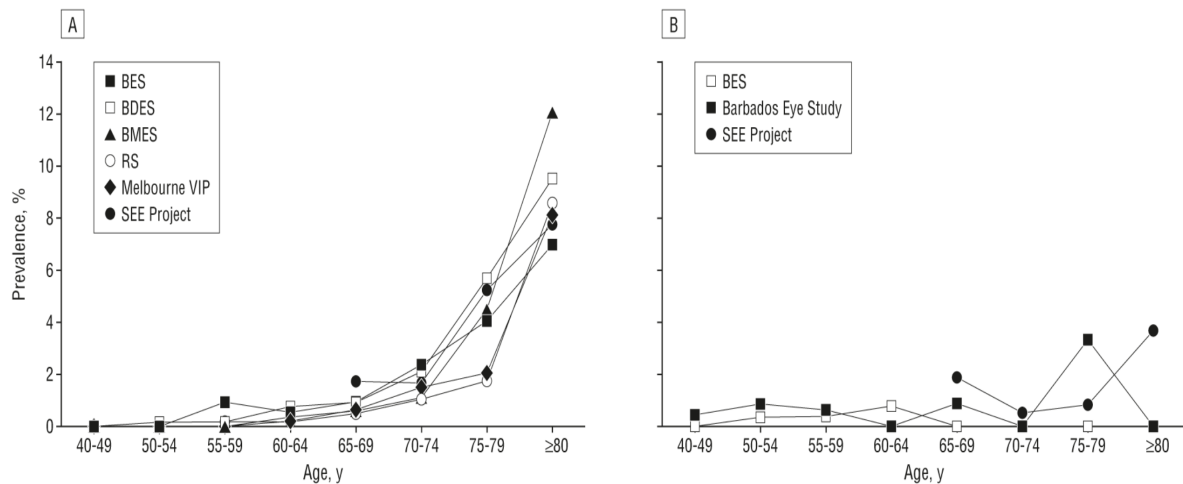 A
14
12
10
8
6
4
2
0
Prevalence, %
BES
BDES
BMES
RS
Melbourne VIP
SEE Project
40-49 50-54 55-59 60-64 65-69 70-74 75-79 ≥80
Age, y
B
BES
Barbados Eye Study
SEE Project
40-49 50-54 55-59 60-64 65-69 70-74 75-79 ≥80
Age, y